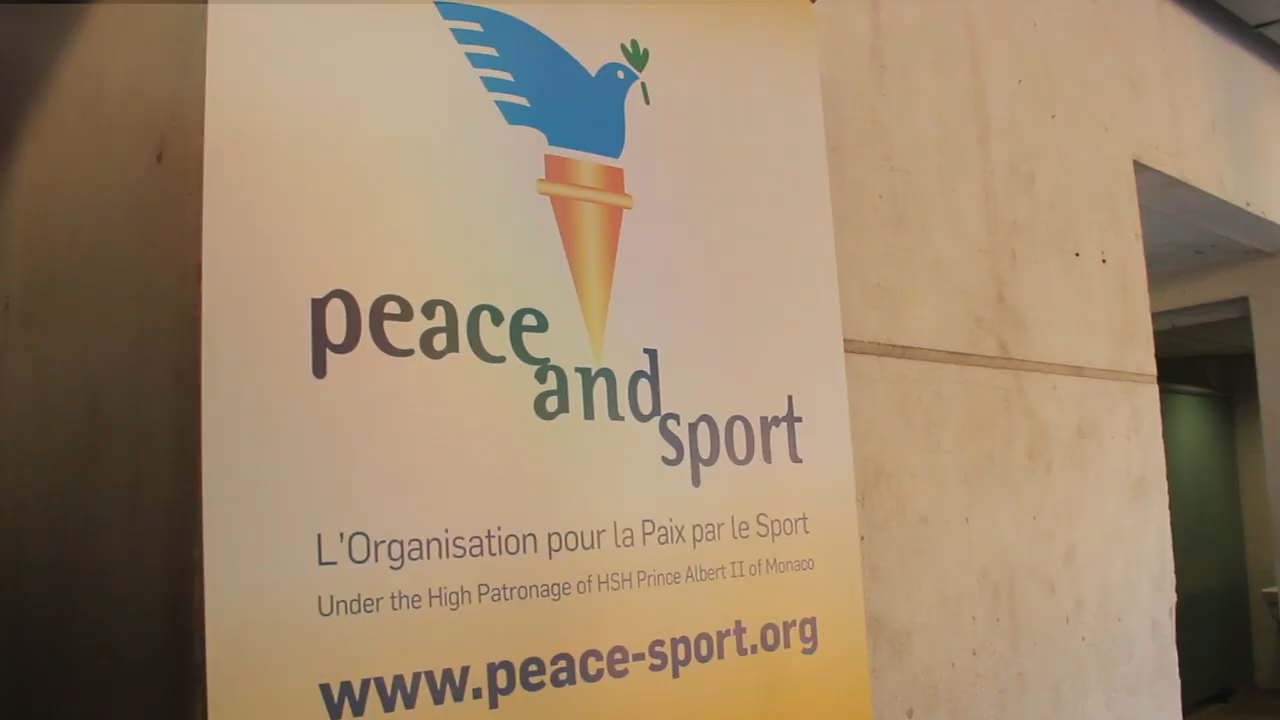 peace
and
sport
L'Organisation pour la Paix par le Sport
Under the High Patronage of HSH Prince Albert II of Monaco
www.peace-sport.org